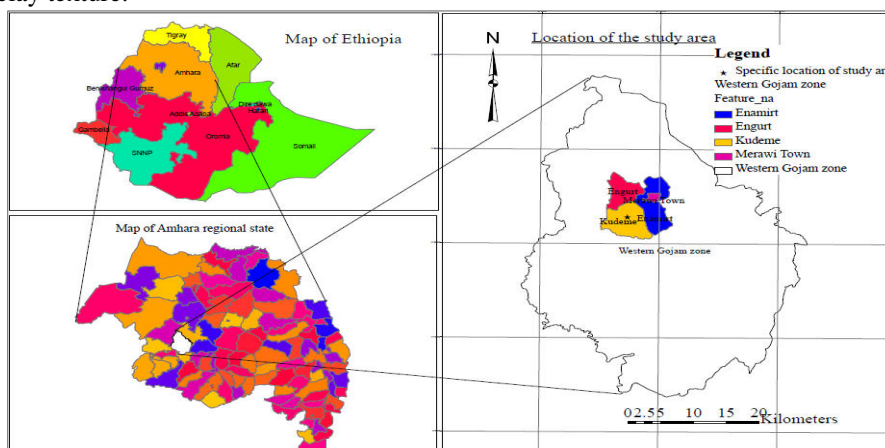 Map of Ethiopia
Tigray
Afar
Amhara
Benshangul Gumuz
Dire dawa
Harari
Addis Ababa
Gambella
Oromia
SNNP
Somali
Map of Amhara regional state
N
Location of the study area
Legend
Specific location of study ar
Western Gojam zone
Feature_na
Enamirt
Engurt
Kudeme
Merawi Town
Western Gojam zone
Engurt
Merawi Town
Kudeme
Enamirt
Western Gojam zone
0 2.5 5 10 15 20
Kilometers